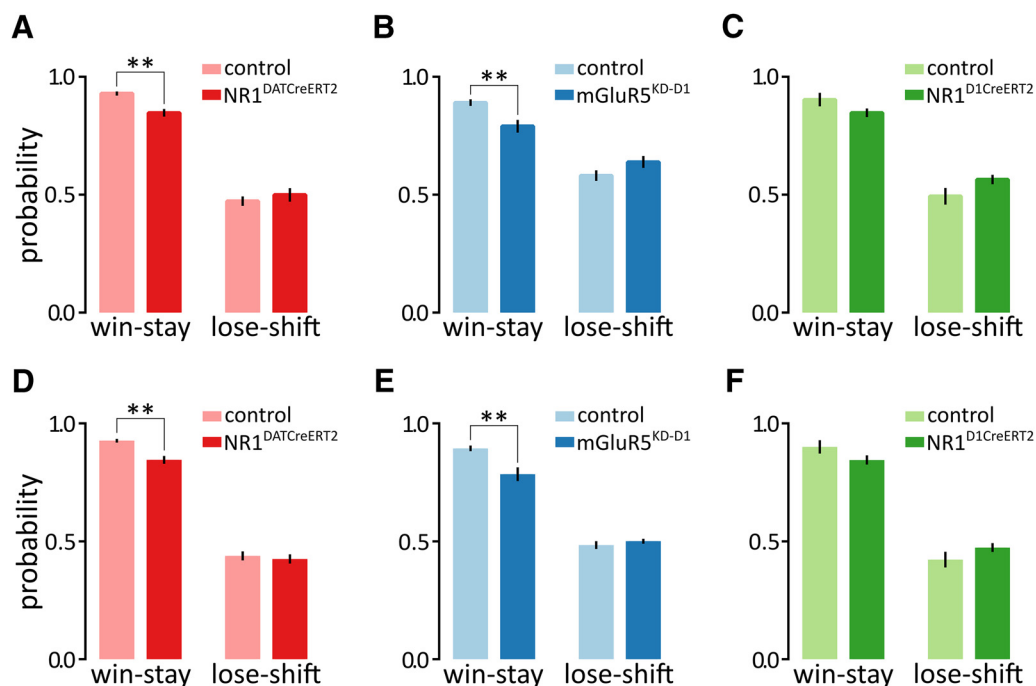 A
B
C
** control
NR1DATCreERT2
** control
mGluR5KD-D1
control
NR1D1CreERT2
probability
1.0
0.5
0.0
win-stay lose-shift
1.0
0.5
0.0
win-stay lose-shift
1.0
0.5
0.0
win-stay lose-shift
D
E
F
** control
NR1DATCreERT2
** control
mGluR5KD-D1
control
NR1D1CreERT2
probability
1.0
0.5
0.0
win-stay lose-shift
1.0
0.5
0.0
win-stay lose-shift
1.0
0.5
0.0
win-stay lose-shift